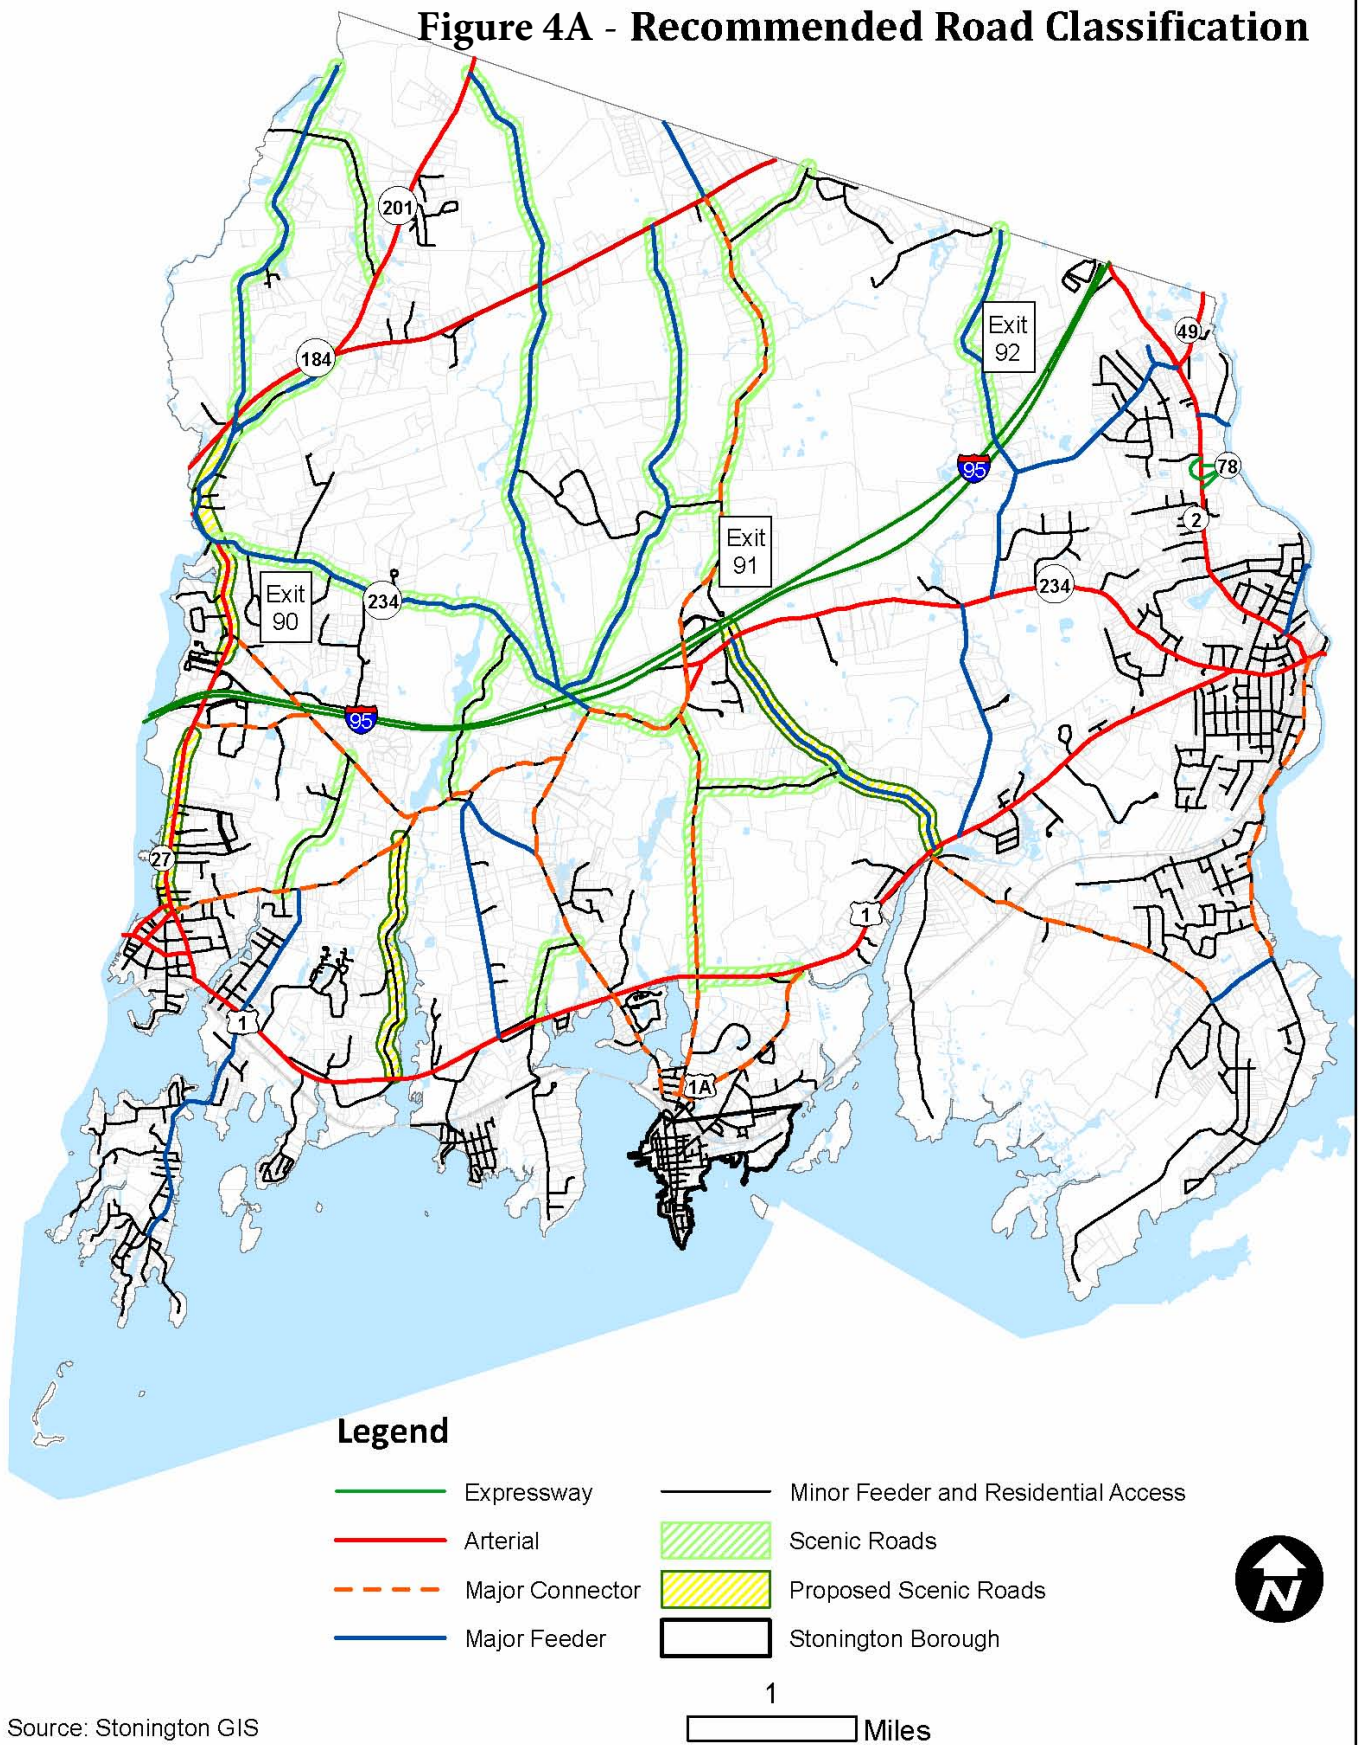 Figure 4A - Recommended Road Classification
201
49
Exit
92
184
95
78
2
Exit
91
234
Exit
90
234
95
27
1
1
1A
Legend
Expressway
Minor Feeder and Residential Access
Arterial
Scenic Roads
Major Connector
Proposed Scenic Roads
N
Major Feeder
Stonington Borough
1
Source: Stonington GIS
Miles